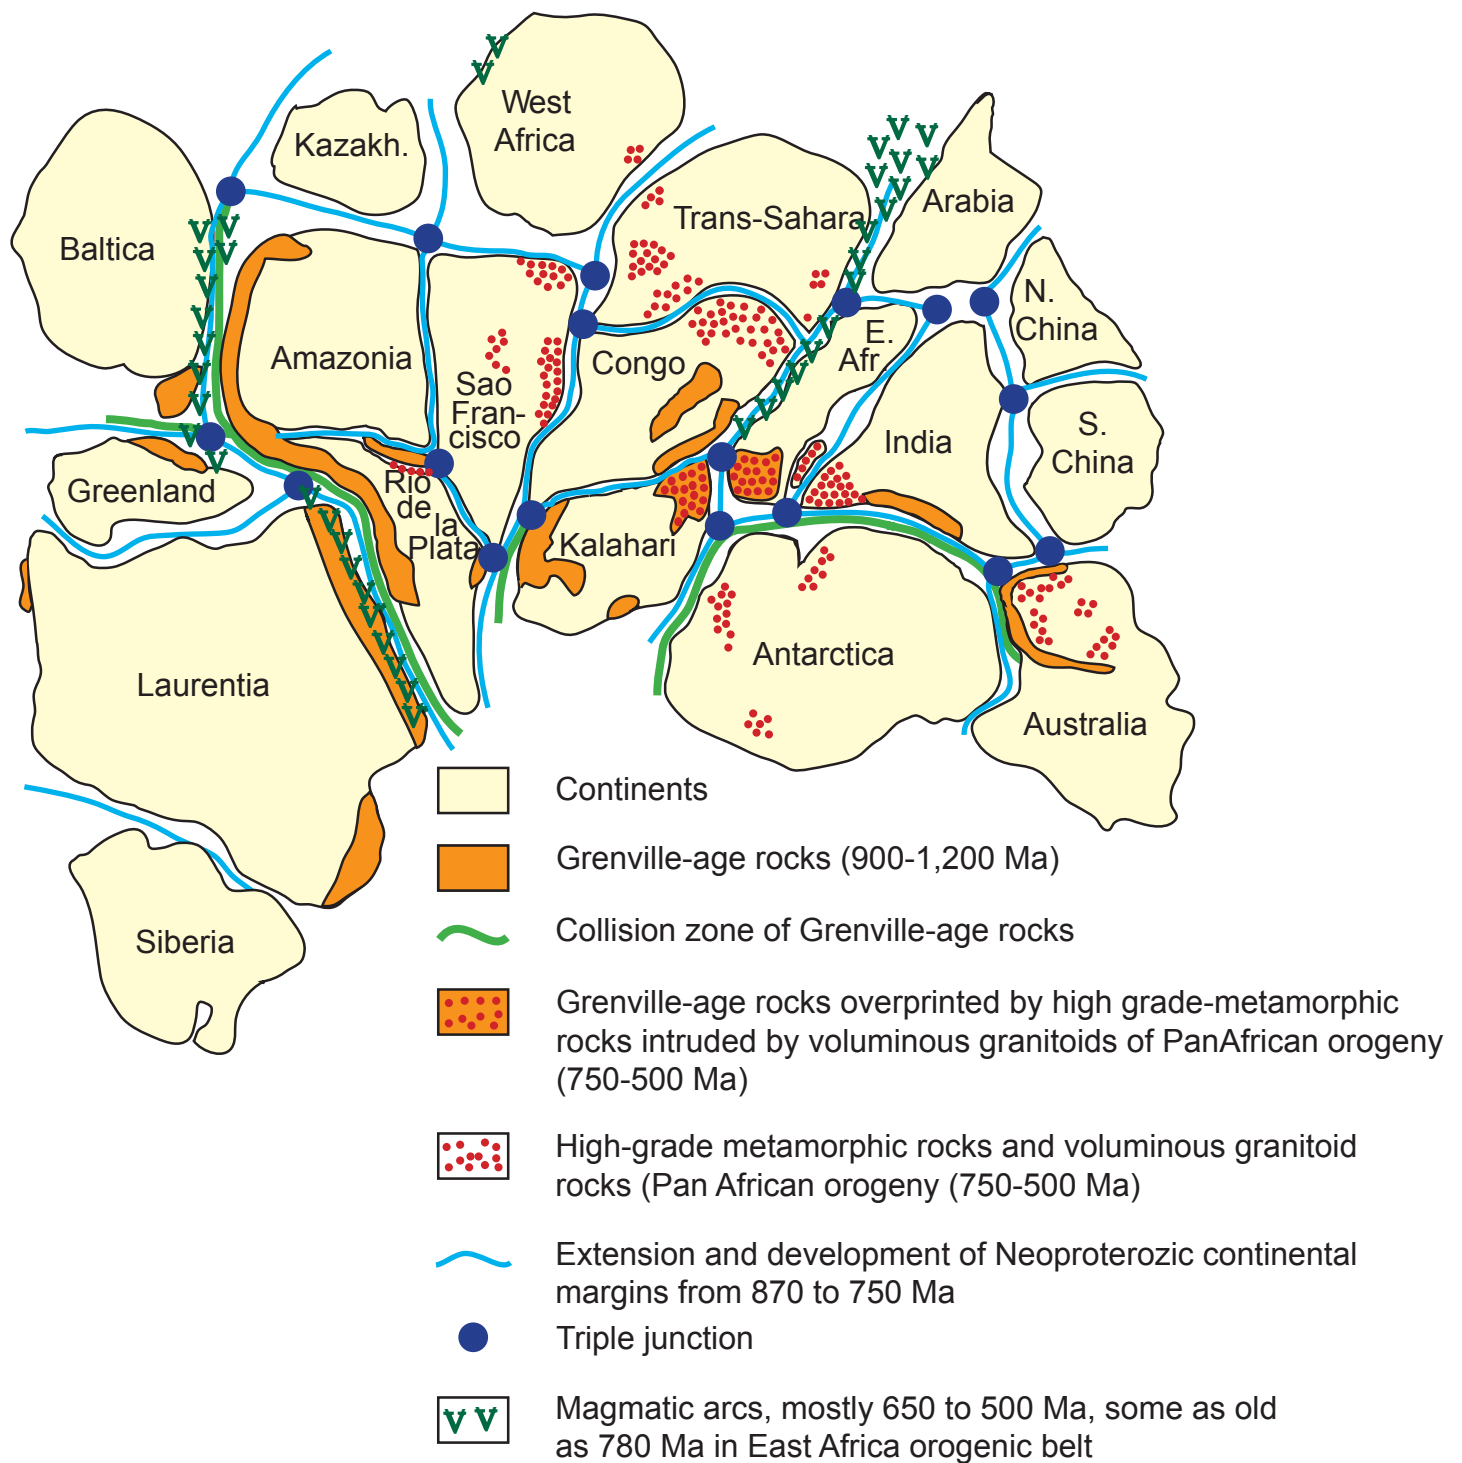 West
Africa
Kazakh.
Baltica
Trans-Sahara
Arabia
N.
China
E.
Afr.
Amazonia
Congo
Sao
Fran-
cisco
India
S.
China
Greenland
Rio
de
la
Plata
Kalahari
Laurentia
Antarctica
Australia
Siberia
Continents
Grenville-age rocks (900-1,200 Ma)
Collision zone of Grenville-age rocks
Grenville-age rocks overprinted by high grade-metamorphic
rocks intruded by voluminous granitoids of PanAfrican orogeny
(750-500 Ma)
High-grade metamorphic rocks and voluminous granitoid
rocks (Pan African orogeny (750-500 Ma)
Extension and development of Neoproterozic continental
margins from 870 to 750 Ma
Triple junction
Magmatic arcs, mostly 650 to 500 Ma, some as old
as 780 Ma in East Africa orogenic belt